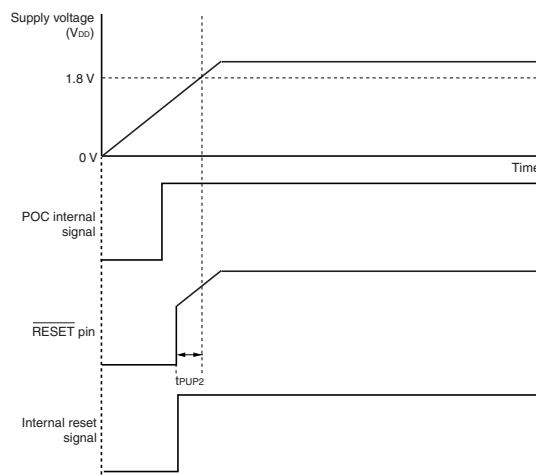 Supply voltage
(VDD)
1.8 V
0 V
Time
POC internal
signal
RESET pin
tPUP2
Internal reset
signal